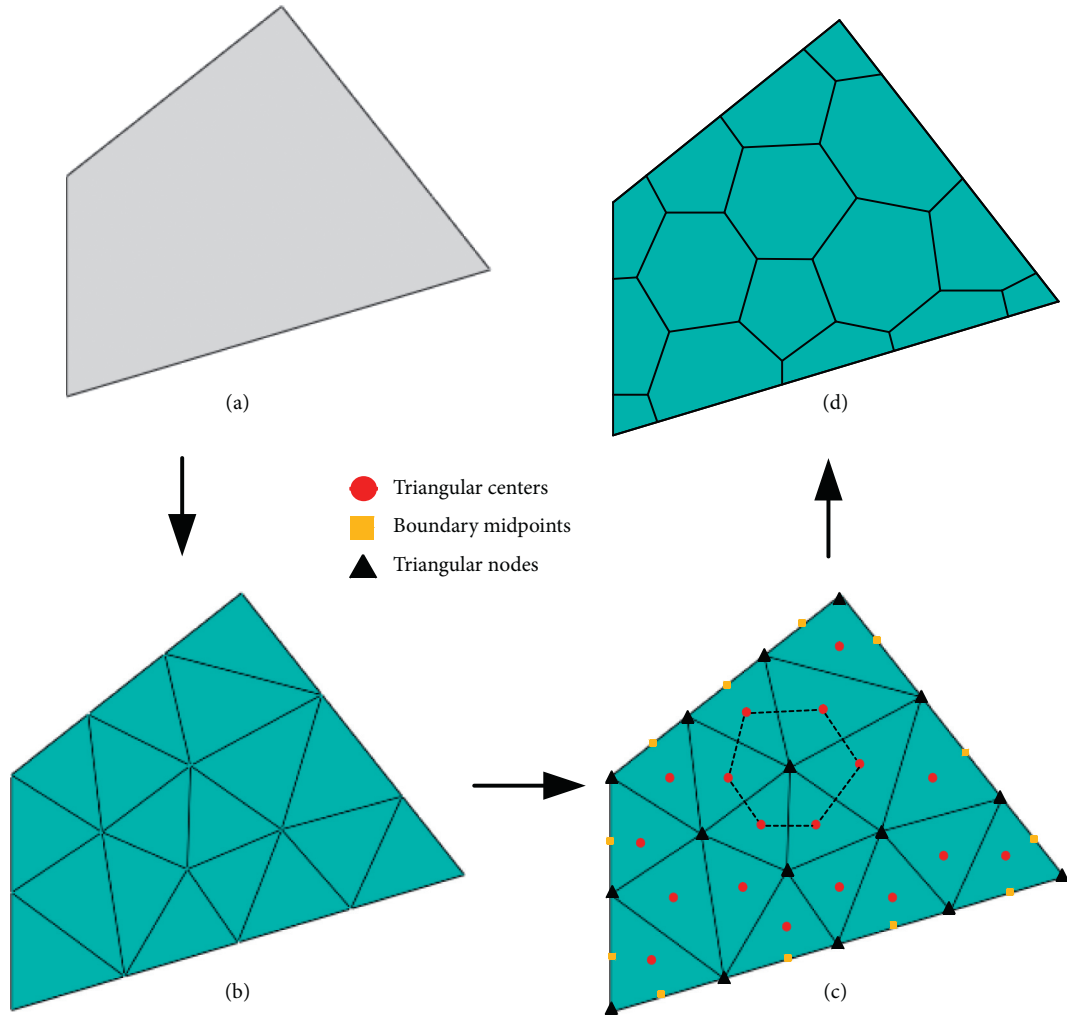 (a)
(d)
Triangular centers
Boundary midpoints
Triangular nodes
(b)
(c)